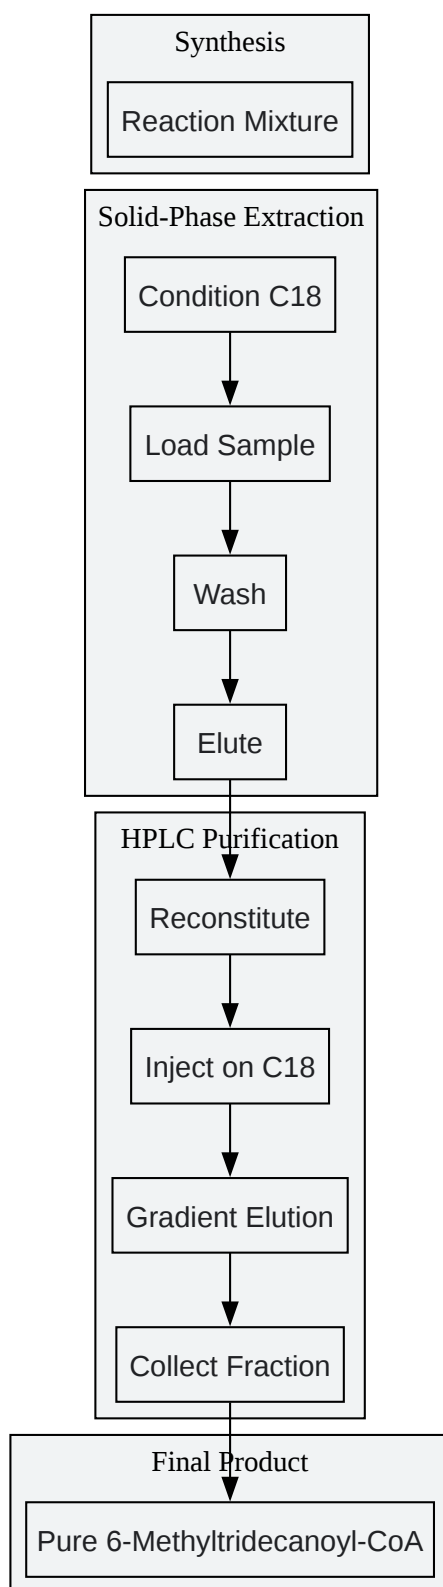 Synthesis
Reaction Mixture
Solid-Phase Extraction
Condition C18
Load Sample
Wash
Elute
HPLC Purification
Reconstitute
Inject on C18
Gradient Elution
Collect Fraction
Final Product
Pure 6-Methyltridecanoyl-CoA